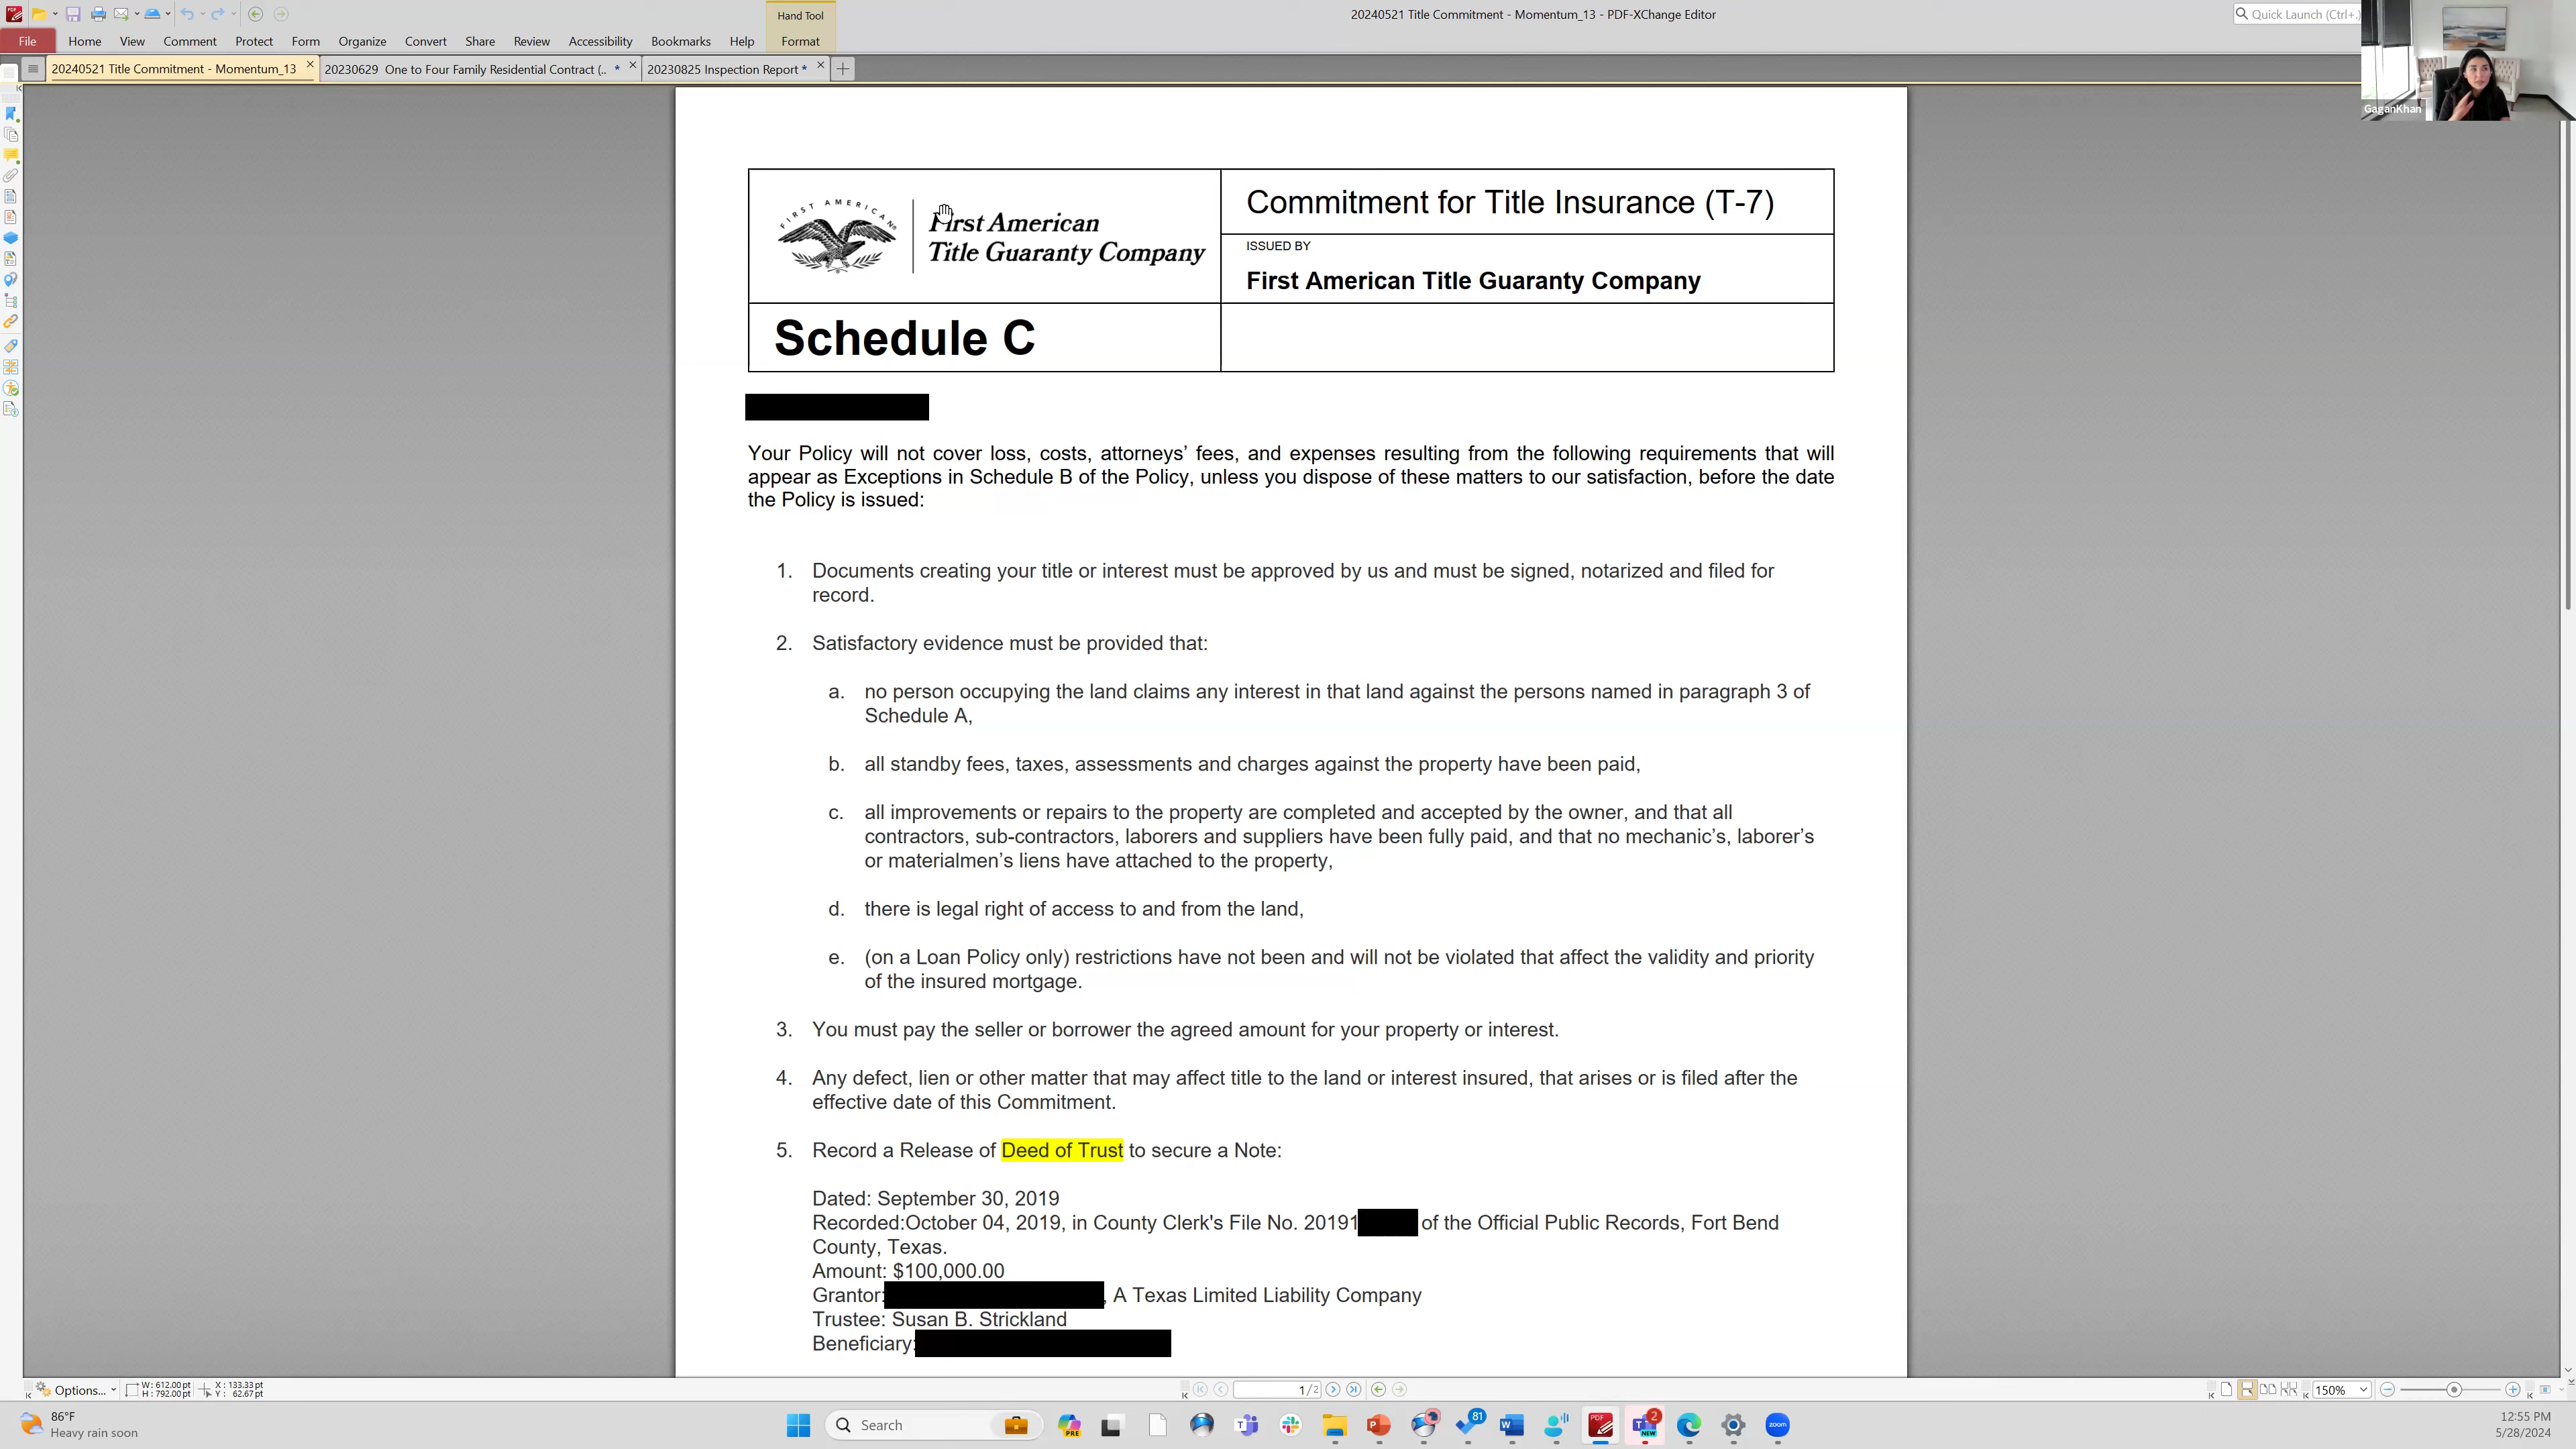 Hand Tool
20240521 Title Commitment - Momentum_13 - PDF-XChange Editor
Quick Launch (Ctrl+.)
File Home View Comment Protect Form Organize Convert Share Review Accessibility Bookmarks Help Format
20240521 Title Commitment - Momentum_13
20230629 One to Four Family Residential Contract (.. *
20230825 Inspection Report *
GaganKhan
FIRST AMERICAN
First American
Title Guaranty Company
Commitment for Title Insurance (T-7)
ISSUED BY
First American Title Guaranty Company
Schedule C
Your Policy will not cover loss, costs, attorneys' fees, and expenses resulting from the following requirements that will
appear as Exceptions in Schedule B of the Policy, unless you dispose of these matters to our satisfaction, before the date
the Policy is issued:
1. Documents creating your title or interest must be approved by us and must be signed, notarized and filed for
record.
2. Satisfactory evidence must be provided that:
a. no person occupying the land claims any interest in that land against the persons named in paragraph 3 of
Schedule A,
b. all standby fees, taxes, assessments and charges against the property have been paid,
c. all improvements or repairs to the property are completed and accepted by the owner, and that all
contractors, sub-contractors, laborers and suppliers have been fully paid, and that no mechanic's, laborer's
or materialmen's liens have attached to the property,
d. there is legal right of access to and from the land,
e. (on a Loan Policy only) restrictions have not been and will not be violated that affect the validity and priority
of the insured mortgage.
3. You must pay the seller or borrower the agreed amount for your property or interest.
4. Any defect, lien or other matter that may affect title to the land or interest insured, that arises or is filed after the
effective date of this Commitment.
5. Record a Release of Deed of Trust to secure a Note:
Dated: September 30, 2019
Recorded:October 04, 2019, in County Clerk's File No. 20191 of the Official Public Records, Fort Bend
County, Texas.
Amount: $100,000.00
Grantor: , A Texas Limited Liability Company
Trustee: Susan B. Strickland
Beneficiary:
Options...
W: 612.00 pt
H: 792.00 pt
X: 133.33 pt
Y: 62.67 pt
1 / 2
150%
86°F
Heavy rain soon
Search
PRE
81
PDF
2
NEW
zoom
12:55 PM
5/28/2024